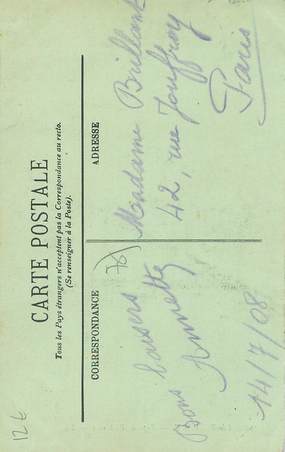 CARTE POSTALE
Tous les Pays étrangers n'acceptent pas la Correspondance au recto.
(Se renseigner à la Poste).
CORRESPONDANCE
ADRESSE
Bons baisers
Annette
14/7/08
78
Madame Brillant
42, rue Jouffroy
Paris
12€